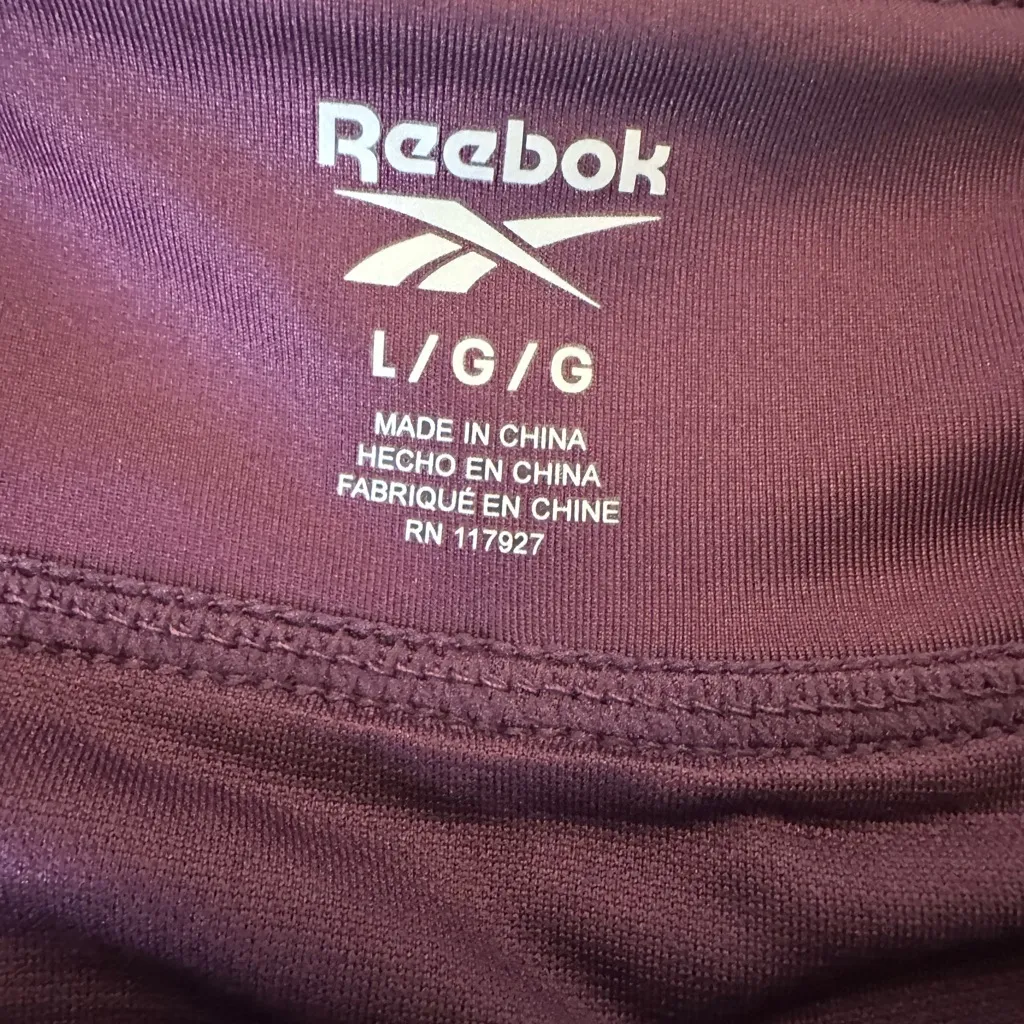 Reebok
L/G/G
MADE IN CHINA
HECHO EN CHINA
FABRIQUÉ EN CHINE
RN 117927